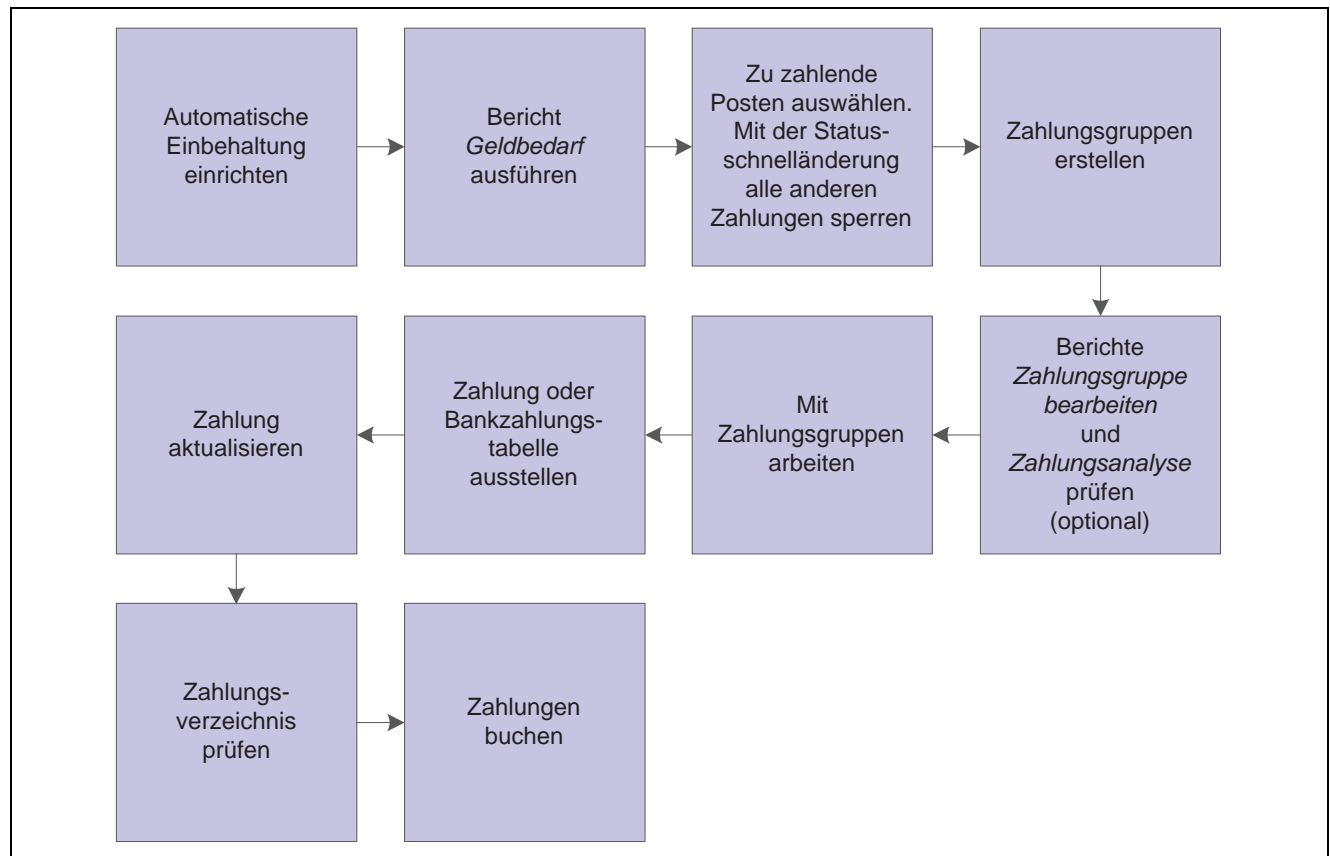 Automatische
Einbehaltung
einrichten
Bericht
Geldbedarf
ausführen
Zu zahlende
Posten auswählen.
Mit der Status-
schnelländerung
alle anderen
Zahlungen sperren
Zahlungsgruppen
erstellen
Berichte
Zahlungsgruppe
bearbeiten
und
Zahlungsanalyse
prüfen
(optional)
Mit
Zahlungsgruppen
arbeiten
Zahlung oder
Bankzahlungs-
tabelle
ausstellen
Zahlung
aktualisieren
Zahlungs-
verzeichnis
prüfen
Zahlungen
buchen